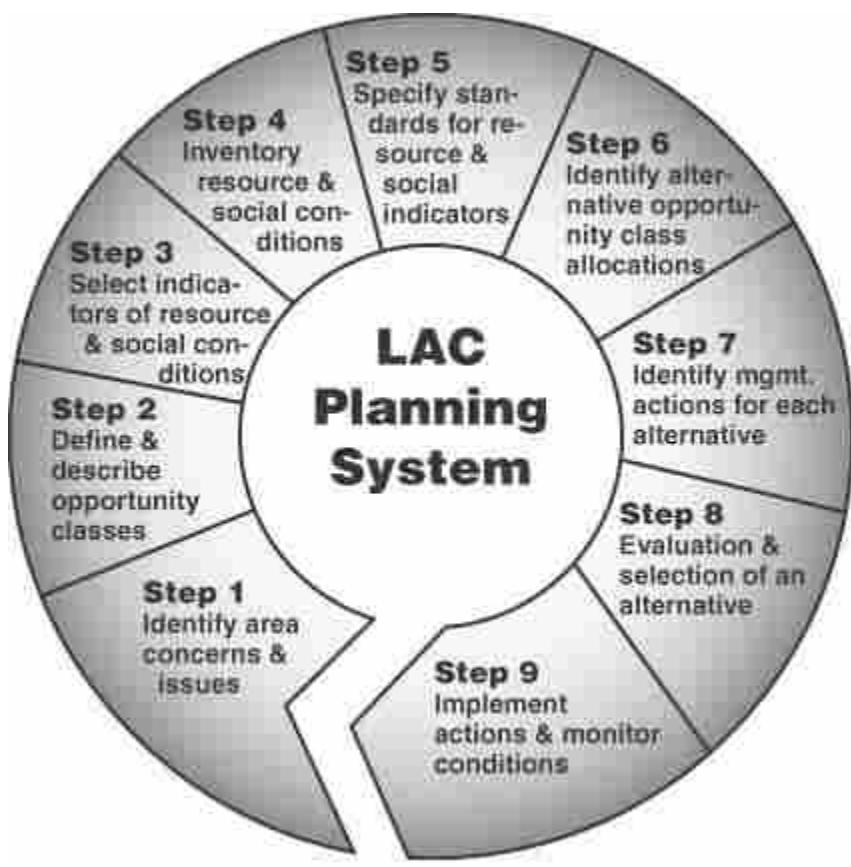 LAC
Planning
System
Step 1
Identify area
concerns &
issues
Step 2
Define &
describe
opportunity
classes
Step 3
Select indica-
tors of resource
& social con-
ditions
Step 4
Inventory
resource &
social con-
ditions
Step 5
Specify stan-
dards for re-
source &
social
indicators
Step 6
Identify alter-
native opportu-
nity class
allocations
Step 7
Identify mgmt.
actions for each
alternative
Step 8
Evaluation &
selection of an
alternative
Step 9
Implement
actions & monitor
conditions